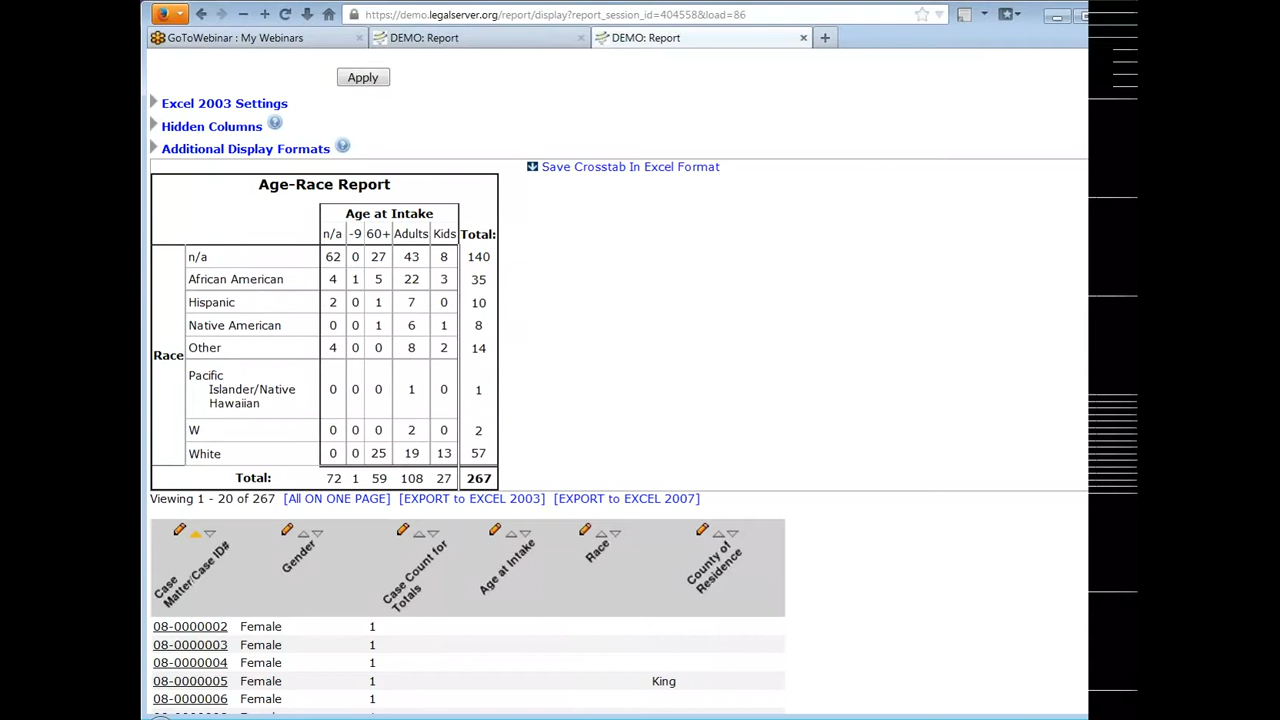 https://demo.legalserver.org/report/display?report_session_id=404558&load=86
GoToWebinar : My Webinars
DEMO: Report
DEMO: Report
Apply
Excel 2003 Settings
Hidden Columns
Additional Display Formats
Save Crosstab In Excel Format
Age-Race Report
Age at Intake
n/a -9 60+ Adults Kids Total:
n/a 62 0 27 43 8 140
African American 4 1 5 22 3 35
Hispanic 2 0 1 7 0 10
Native American 0 0 1 6 1 8
Race
Other 4 0 0 8 2 14
Pacific
Islander/Native
Hawaiian
0 0 0 1 0 1
W 0 0 0 2 0 2
White 0 0 25 19 13 57
Total: 72 1 59 108 27 267
Viewing 1 - 20 of 267 [All ON ONE PAGE] [EXPORT to EXCEL 2003] [EXPORT to EXCEL 2007]
Case
Matter/Case ID#
Gender
Case Count for
Totals
Age at Intake
Race
County of
Residence
08-0000002 Female 1
08-0000003 Female 1
08-0000004 Female 1
08-0000005 Female 1 King
08-0000006 Female 1